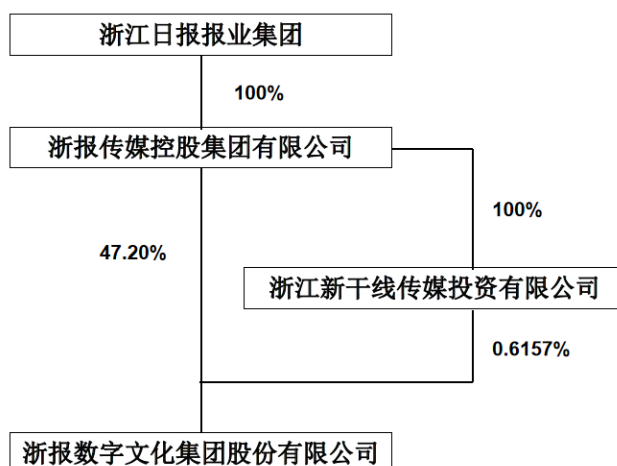 浙江日报报业集团
100%
浙报传媒控股集团有限公司
100%
47.20%
浙江新干线传媒投资有限公司
0.6157%
浙报数字文化集团股份有限公司